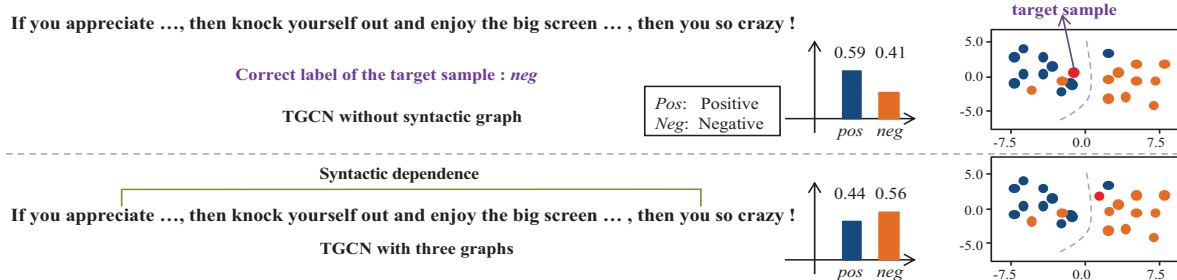 target sample
If you appreciate …, then knock yourself out and enjoy the big screen … , then you so crazy !
0.59 0.41
5.0
0.0
-5.0
Correct label of the target sample : neg
Pos: Positive
Neg: Negative
TGCN without syntactic graph
pos neg
-7.5 0.0 7.5
Syntactic dependence
0.44 0.56
5.0
0.0
-5.0
If you appreciate …, then knock yourself out and enjoy the big screen … , then you so crazy !
TGCN with three graphs
pos neg
-7.5 0.0 7.5